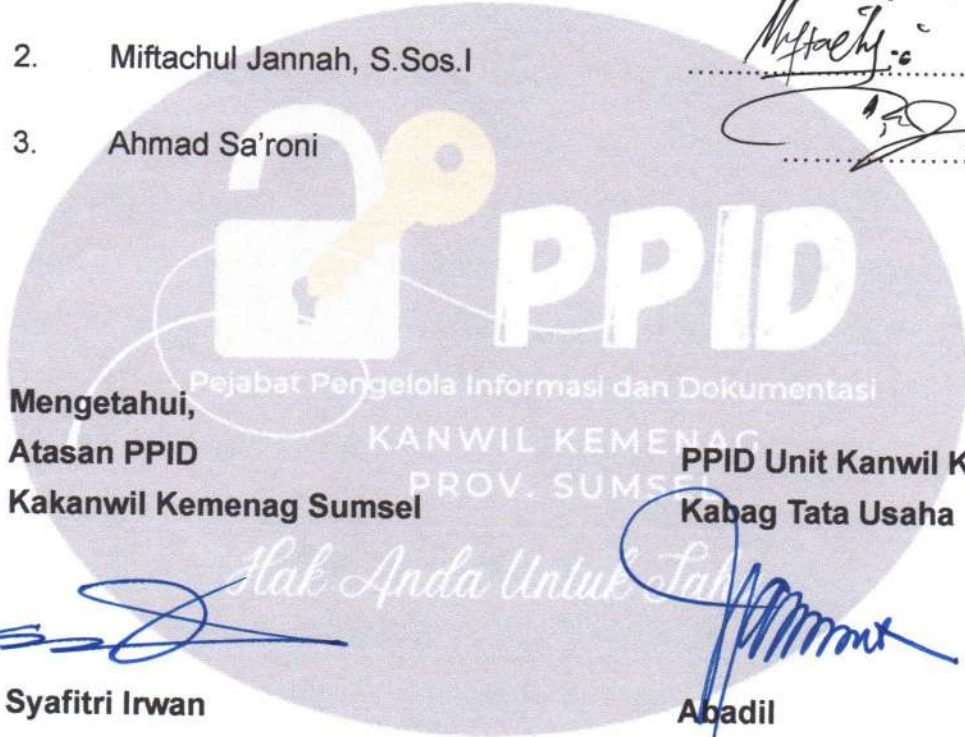 2. Miftachul Jannah, S.Sos.I
3. Ahmad Sa'roni
PPID
Pejabat Pengelola Informasi dan Dokumentasi
KANWIL KEMENAG
PROV. SUMSEL
Hak Anda Untuk Tahu
Mengetahui,
Atasan PPID
Kakanwil Kemenag Sumsel
Syafitri Irwan
PPID Unit Kanwil K
Kabag Tata Usaha
Abadil